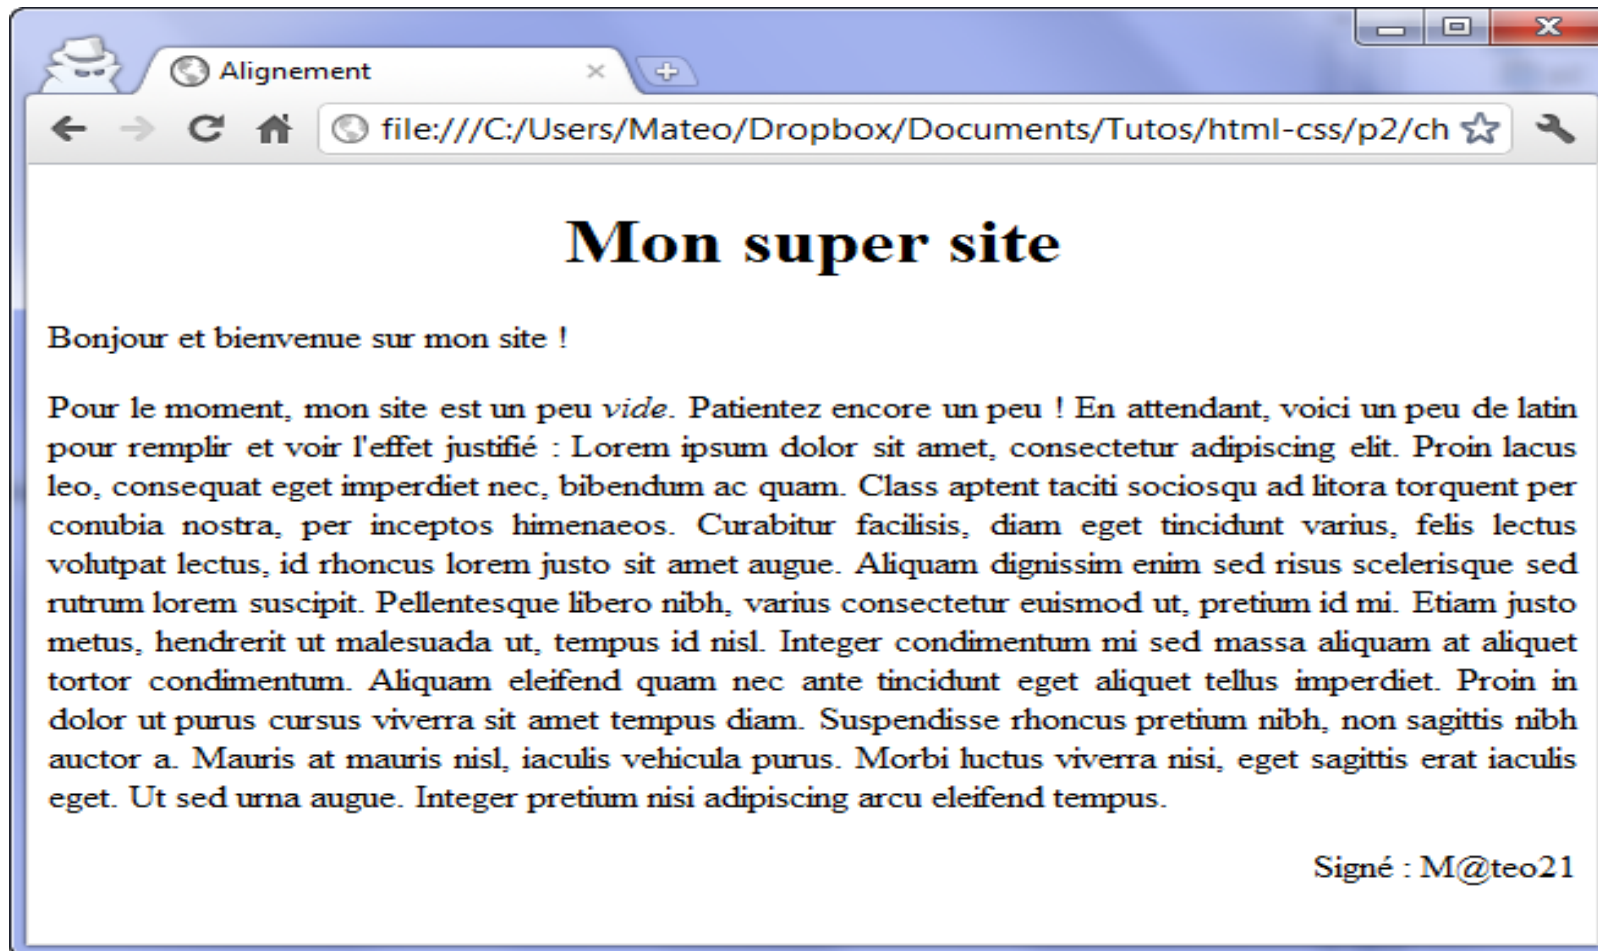 Alignement
file:///C:/Users/Mateo/Dropbox/Documents/Tutos/html-css/p2/ch
Mon super site
Bonjour et bienvenue sur mon site !
Pour le moment, mon site est un peu vide. Patientez encore un peu ! En attendant, voici un peu de latin
pour remplir et voir l'effet justifié : Lorem ipsum dolor sit amet, consectetur adipiscing elit. Proin lacus
leo, consequat eget imperdiet nec, bibendum ac quam. Class aptent taciti sociosqu ad litora torquent per
conubia nostra, per inceptos himenaeos. Curabitur facilisis, diam eget tincidunt varius, felis lectus
volutpat lectus, id rhoncus lorem justo sit amet augue. Aliquam dignissim enim sed risus scelerisque sed
rutrum lorem suscipit. Pellentesque libero nibh, varius consectetur euismod ut, pretium id mi. Etiam justo
metus, hendrerit ut malesuada ut, tempus id nisl. Integer condimentum mi sed massa aliquam at aliquet
tortor condimentum. Aliquam eleifend quam nec ante tincidunt eget aliquet tellus imperdiet. Proin in
dolor ut purus cursus viverra sit amet tempus diam. Suspendisse rhoncus pretium nibh, non sagittis nibh
auctor a. Mauris at mauris nisl, iaculis vehicula purus. Morbi luctus viverra nisi, eget sagittis erat iaculis
eget. Ut sed urna augue. Integer pretium nisi adipiscing arcu eleifend tempus.
Signé : M@teo21